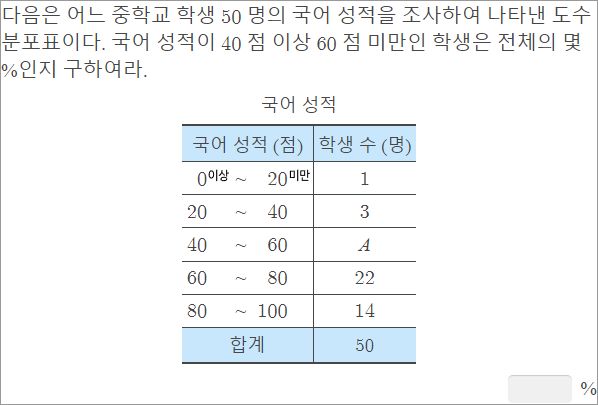 다음은 어느 중학교 학생 50 명의 국어 성적을 조사하여 나타낸 도수
분포표이다. 국어 성적이 40 점 이상 60 점 미만인 학생은 전체의 몇
%인지 구하여라.
국어 성적
국어 성적 (점) 학생 수 (명)
0이상 ~ 20미만 1
20 ~ 40 3
40 ~ 60 A
60 ~ 80 22
80 ~ 100 14
합계 50
%